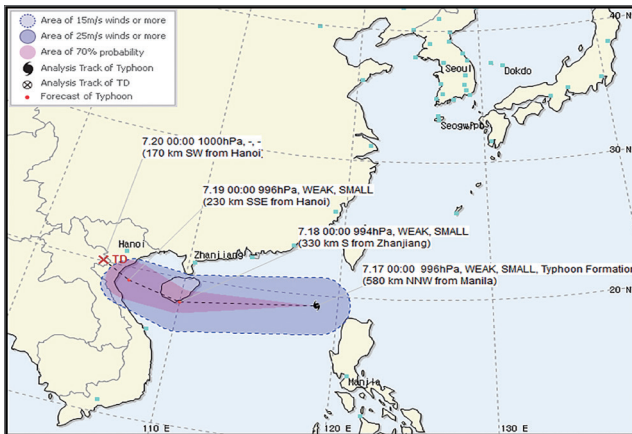 Area of 15m/s winds or more
Area of 25m/s winds or more
Area of 70% probability
Analysis Track of Typhoon
Analysis Track of TD
Forecast of Typhoon
40 N
Seoul
Dokdo
Seogwipo
30 N
7.20 00:00 1000hPa, -, -
(170 km SW from Hanoi)
7.19 00:00 996hPa, WEAK, SMALL
(230 km SSE from Hanoi)
7.18 00:00 994hPa, WEAK, SMALL
(330 km S from Zhanjiang)
7.17 00:00 996hPa, WEAK, SMALL, Typhoon Formation
(580 km NNW from Manila)
Hanoi
Zhanjiang
TD
20 N
Manila
110 E
120 E
130 E